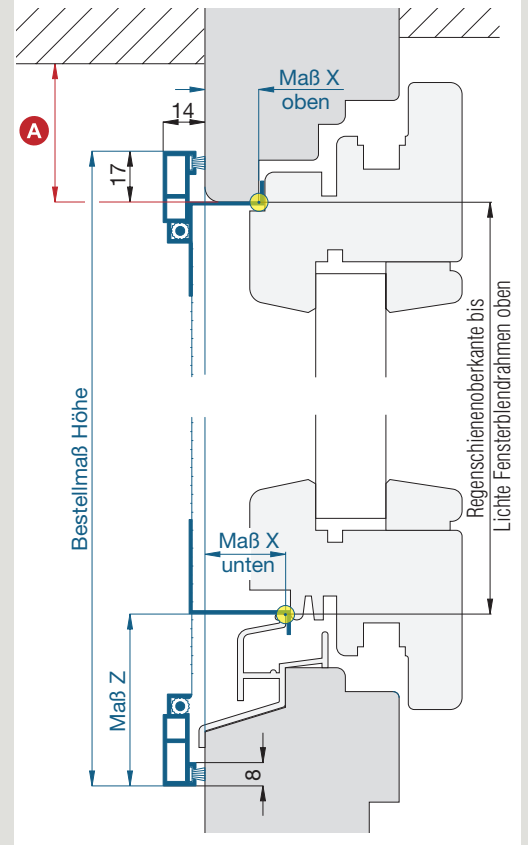 Maß X
oben
14
A
17
Bestellmaß Höhe
Regenschienenoberkante bis
Lichte Fensterblendrahmen oben
Maß X
unten
Maß Z
8